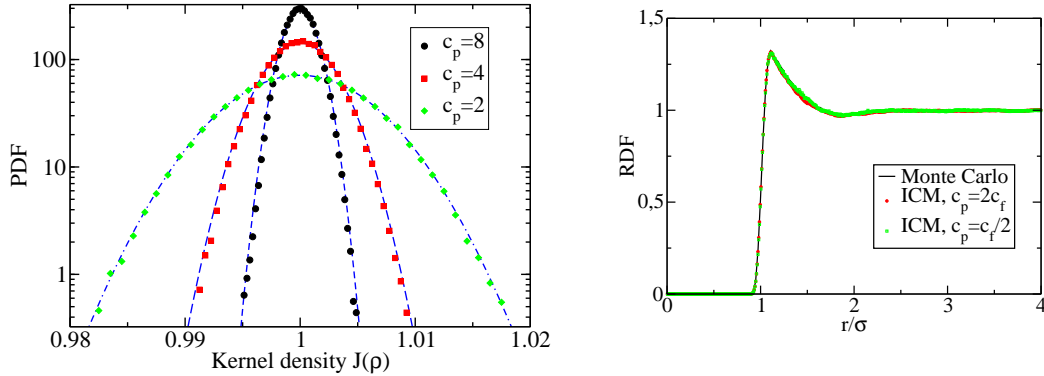 100
10
1
PDF
c_p=8
c_p=4
c_p=2
0.98 0.99 1 1.01 1.02
Kernel density J(ρ)
1,5
1
0,5
0
RDF
Monte Carlo
ICM, c_p=2c_f
ICM, c_p=c_f/2
0 1 2 3 4
r/σ